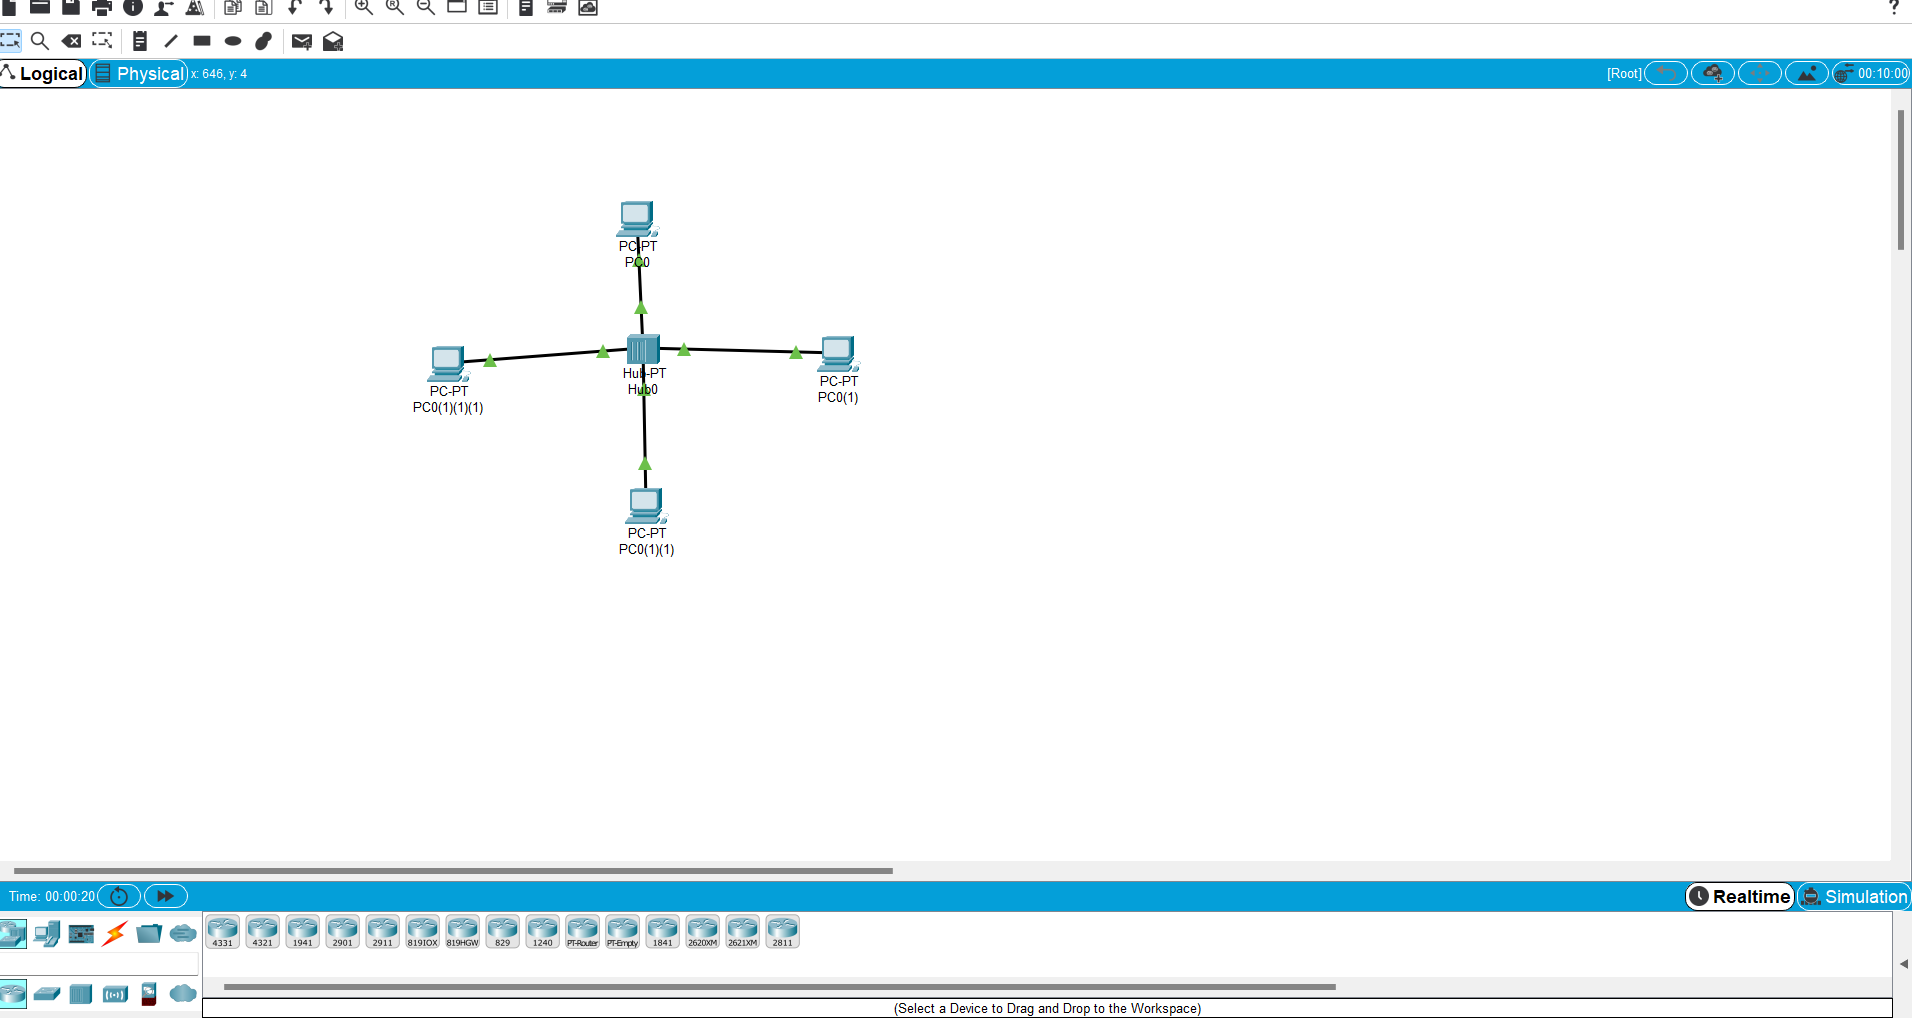 ?
Logical
Physical
x: 646, y: 4
[Root]
00:10:00
PC-PT
PC0
Hub-PT
Hub0
PC-PT
PC0(1)(1)(1)
PC-PT
PC0(1)
PC-PT
PC0(1)(1)
Time: 00:00:20
Realtime
Simulation
4331
4321
1941
2901
2911
819IOX
819HGW
829
1240
PT-Router
PT-Empty
1841
2620XM
2621XM
2811
(Select a Device to Drag and Drop to the Workspace)